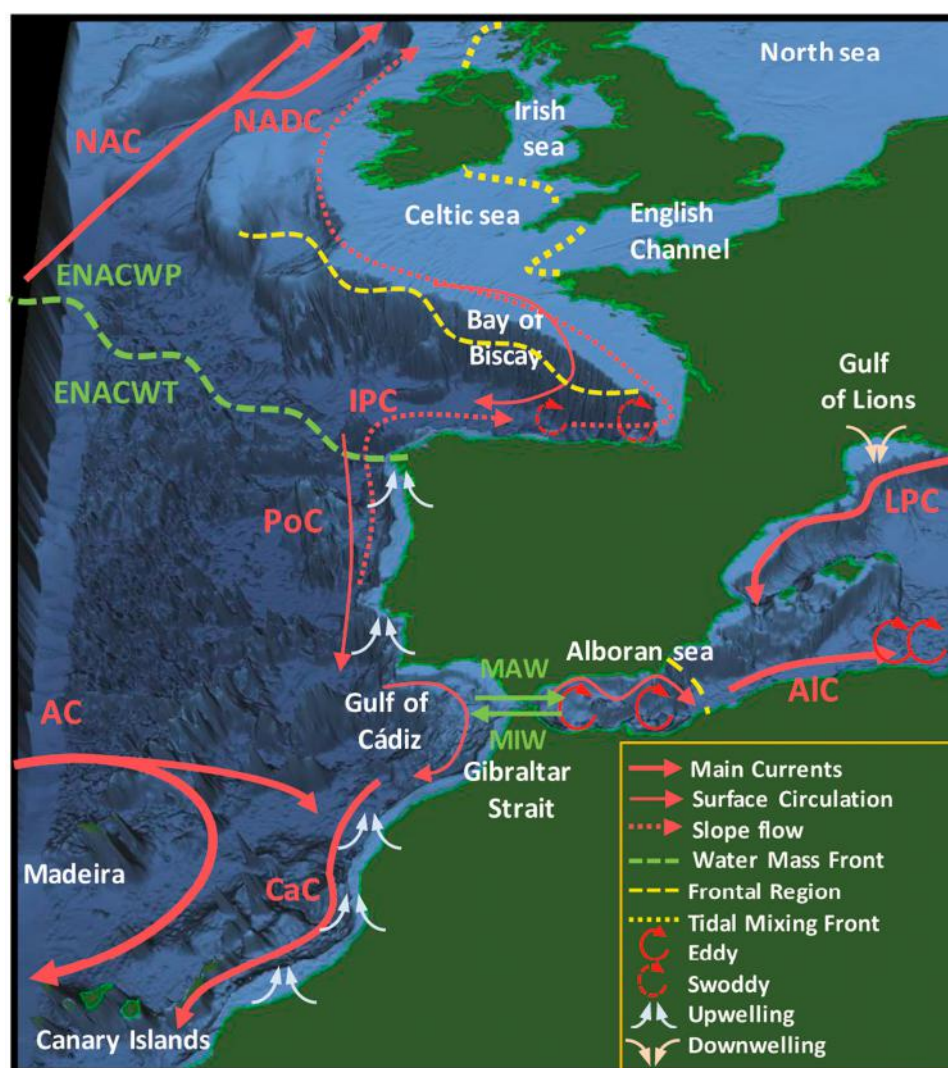 North sea
Irish
sea
NADC
NAC
Celtic sea
English
Channel
ENACWP
Bay of
Biscay
ENACWT
IPC
Gulf
of Lions
LPC
PoC
Alboran sea
MAW
AlC
AC
Gulf of
Cádiz
MIW
Gibraltar
Strait
Madeira
CaC
Canary Islands
Main Currents
Surface Circulation
Slope flow
Water Mass Front
Frontal Region
Tidal Mixing Front
Eddy
Swoddy
Upwelling
Downwelling